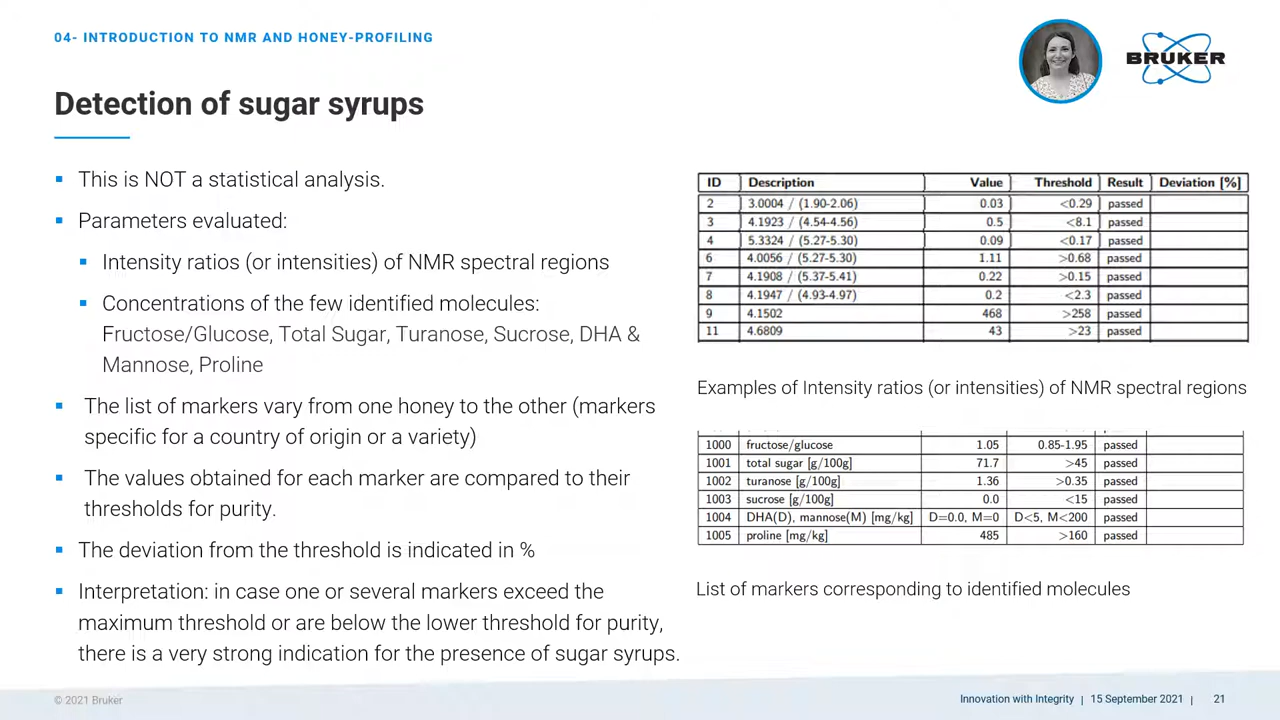 04- INTRODUCTION TO NMR AND HONEY-PROFILING
BRUKER
Detection of sugar syrups
This is NOT a statistical analysis.
Parameters evaluated:
Intensity ratios (or intensities) of NMR spectral regions
Concentrations of the few identified molecules:
Fructose/Glucose, Total Sugar, Turanose, Sucrose, DHA &
Mannose, Proline
The list of markers vary from one honey to the other (markers
specific for a country of origin or a variety)
The values obtained for each marker are compared to their
thresholds for purity.
The deviation from the threshold is indicated in %
Interpretation: in case one or several markers exceed the
maximum threshold or are below the lower threshold for purity,
there is a very strong indication for the presence of sugar syrups.
ID Description Value Threshold Result Deviation [%]
2 3.0004 / (1.90-2.06) 0.03 <0.29 passed
3 4.1923 / (4.54-4.56) 0.5 <8.1 passed
4 5.3324 / (5.27-5.30) 0.09 <0.17 passed
6 4.0056 / (5.27-5.30) 1.11 >0.68 passed
7 4.1908 / (5.37-5.41) 0.22 >0.15 passed
8 4.1947 / (4.93-4.97) 0.2 <2.3 passed
9 4.1502 468 >258 passed
11 4.6809 43 >23 passed
Examples of Intensity ratios (or intensities) of NMR spectral regions
1000 fructose/glucose 1.05 0.85-1.95 passed
1001 total sugar [g/100g] 71.7 >45 passed
1002 turanose [g/100g] 1.36 >0.35 passed
1003 sucrose [g/100g] 0.0 <15 passed
1004 DHA(D), mannose(M) [mg/kg] D=0.0, M=0 D<5, M<200 passed
1005 proline [mg/kg] 485 >160 passed
List of markers corresponding to identified molecules
© 2021 Bruker
Innovation with Integrity | 15 September 2021 | 21